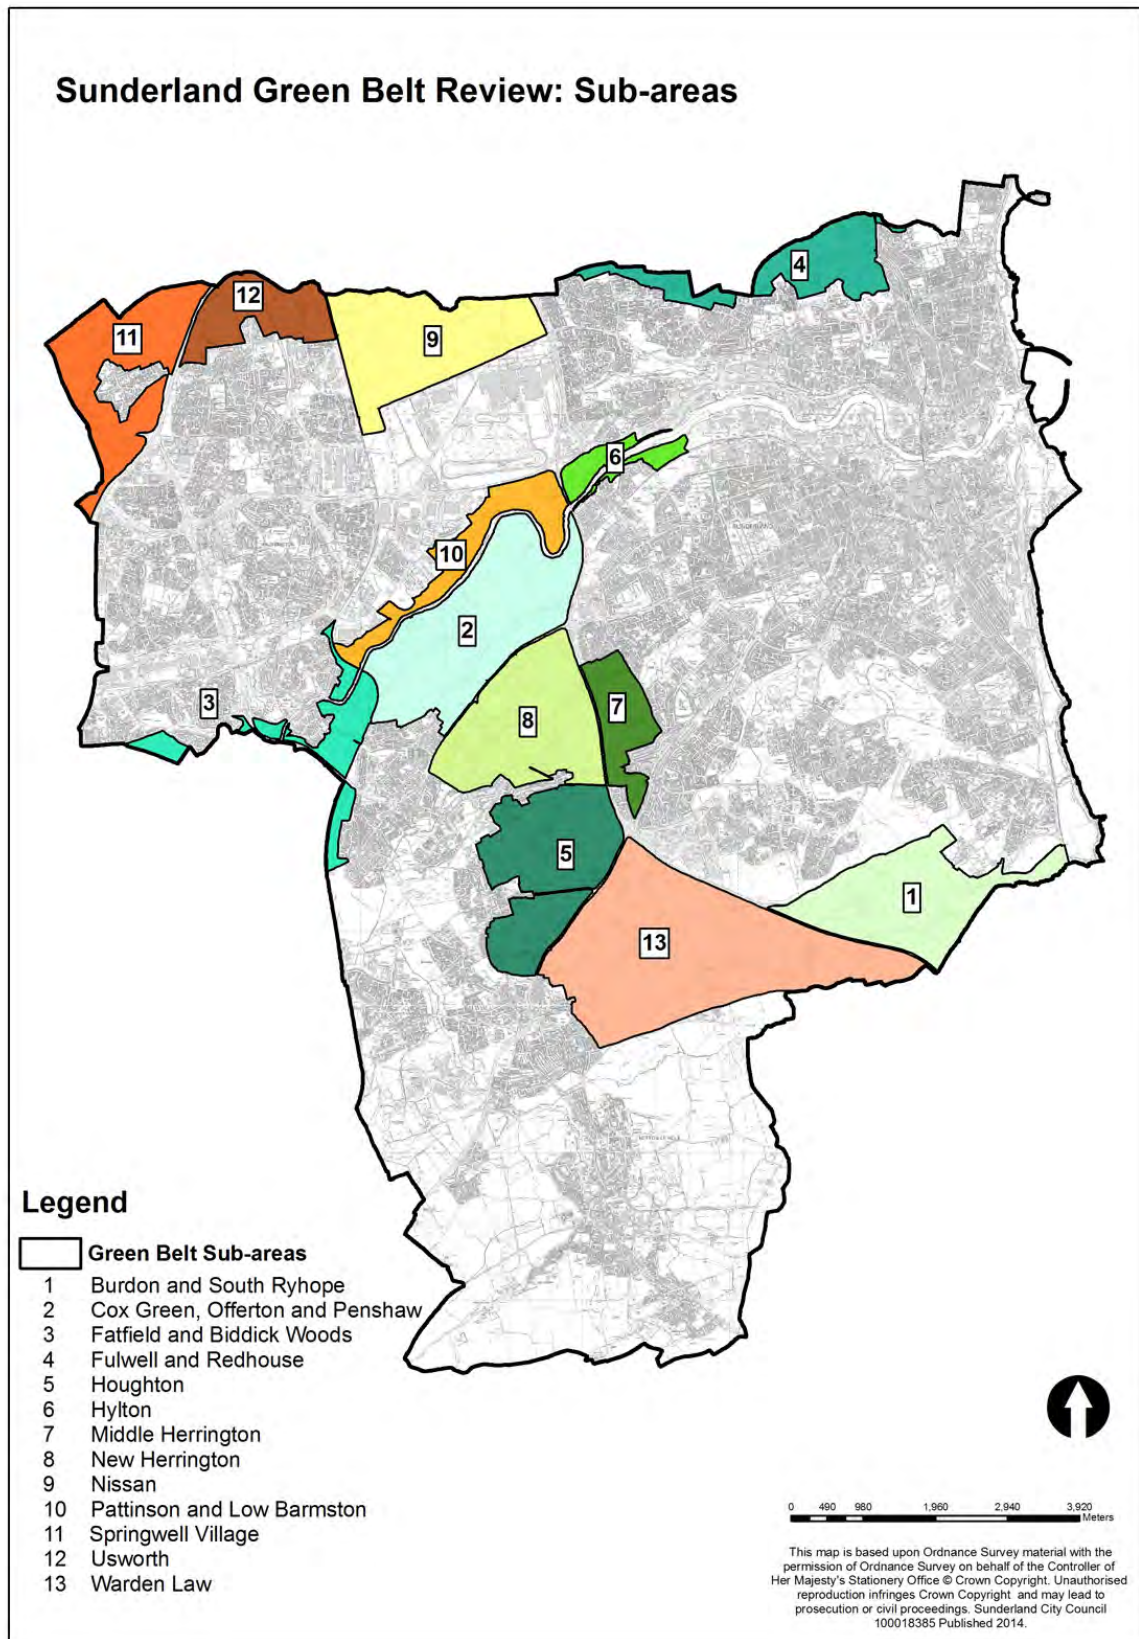 Sunderland Green Belt Review: Sub-areas
4
12
11
9
6
10
2
3
8
7
5
1
13
Legend
Green Belt Sub-areas
1 Burdon and South Ryhope
2 Cox Green, Offerton and Penshaw
3 Fatfield and Biddick Woods
4 Fulwell and Redhouse
5 Houghton
6 Hylton
7 Middle Herrington
8 New Herrington
9 Nissan
10 Pattinson and Low Barmston
11 Springwell Village
12 Usworth
13 Warden Law
0 490 980 1,960 2,940 3,920
Meters
This map is based upon Ordnance Survey material with the
permission of Ordnance Survey on behalf of the Controller of
Her Majesty's Stationery Office © Crown Copyright. Unauthorised
reproduction infringes Crown Copyright and may lead to
prosecution or civil proceedings. Sunderland City Council
100018385 Published 2014.